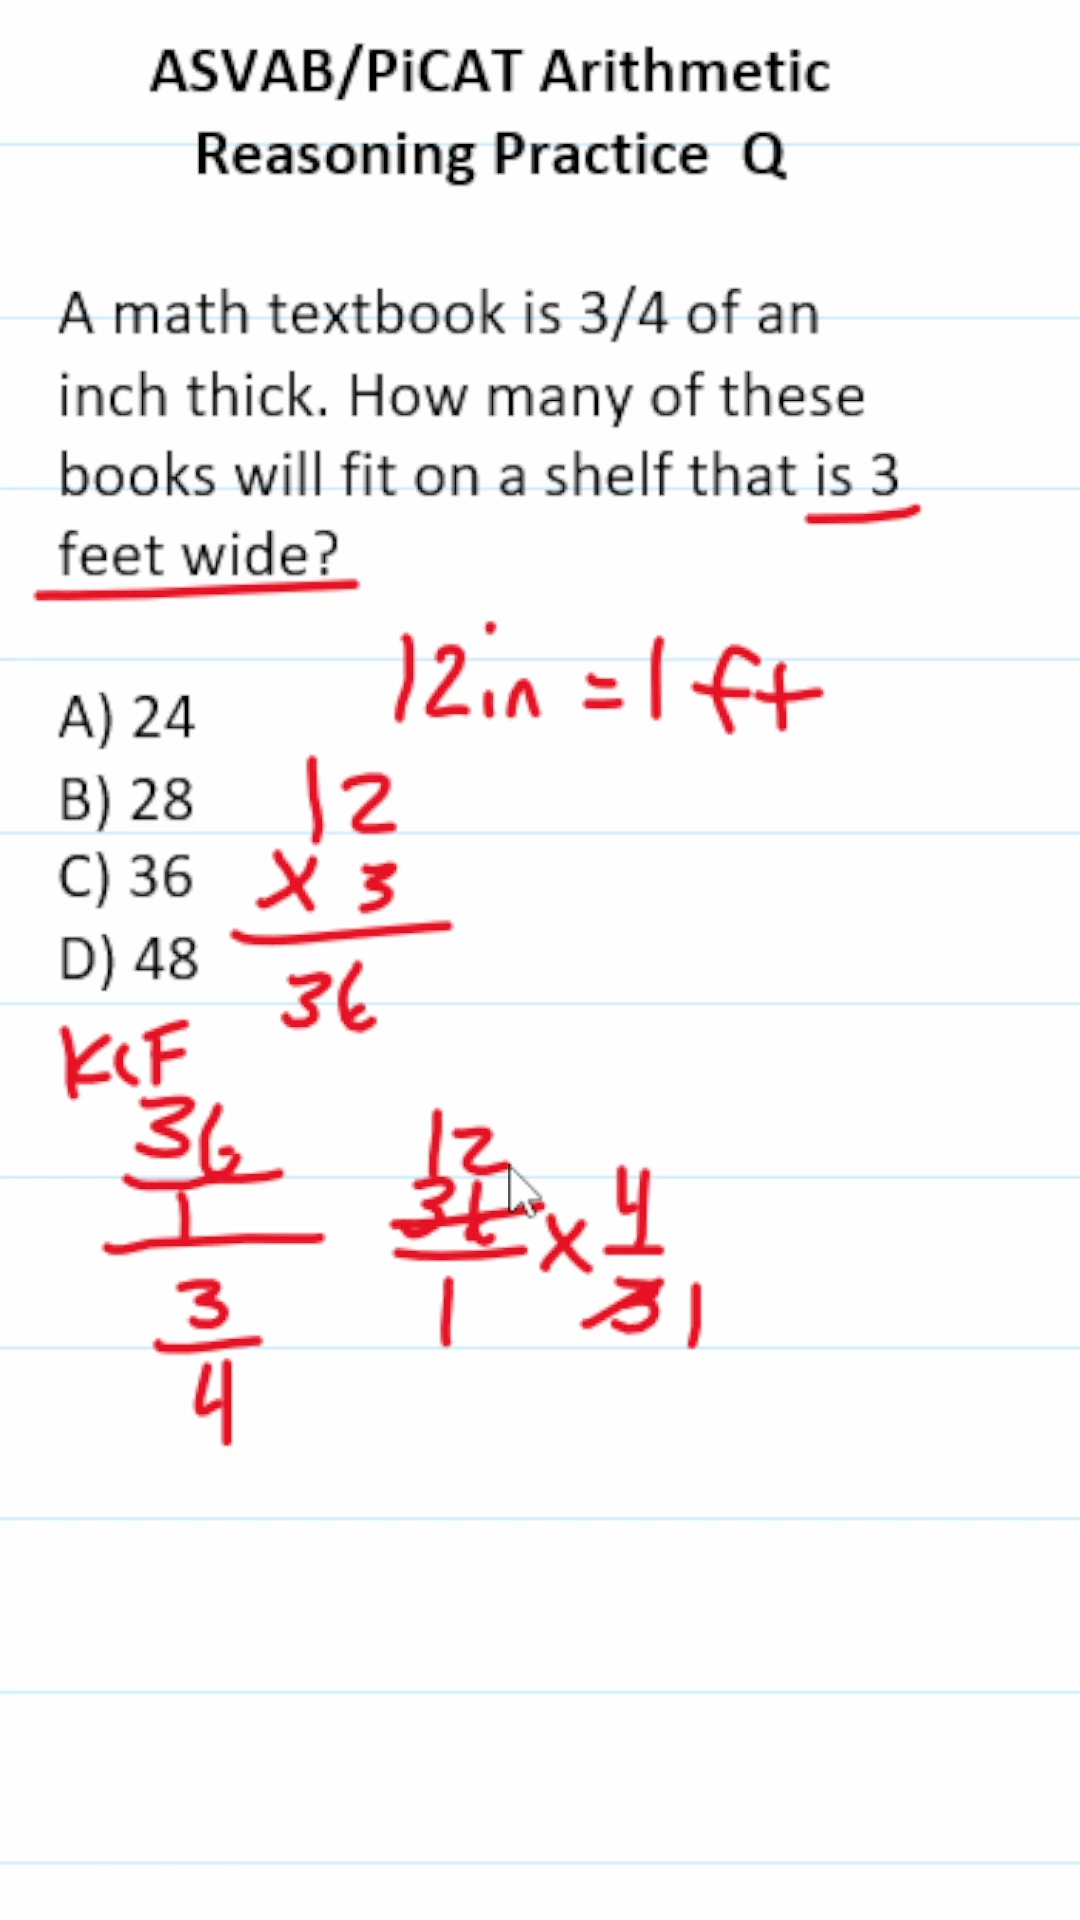 ASVAB/PiCAT Arithmetic
Reasoning Practice Q
A math textbook is 3/4 of an
inch thick. How many of these
books will fit on a shelf that is 3
feet wide?
12in = 1 ft
A) 24
B) 28
C) 36
D) 48
12
x 3
36
KCF
36
1
3
4
12
36
1
x
4
3 1